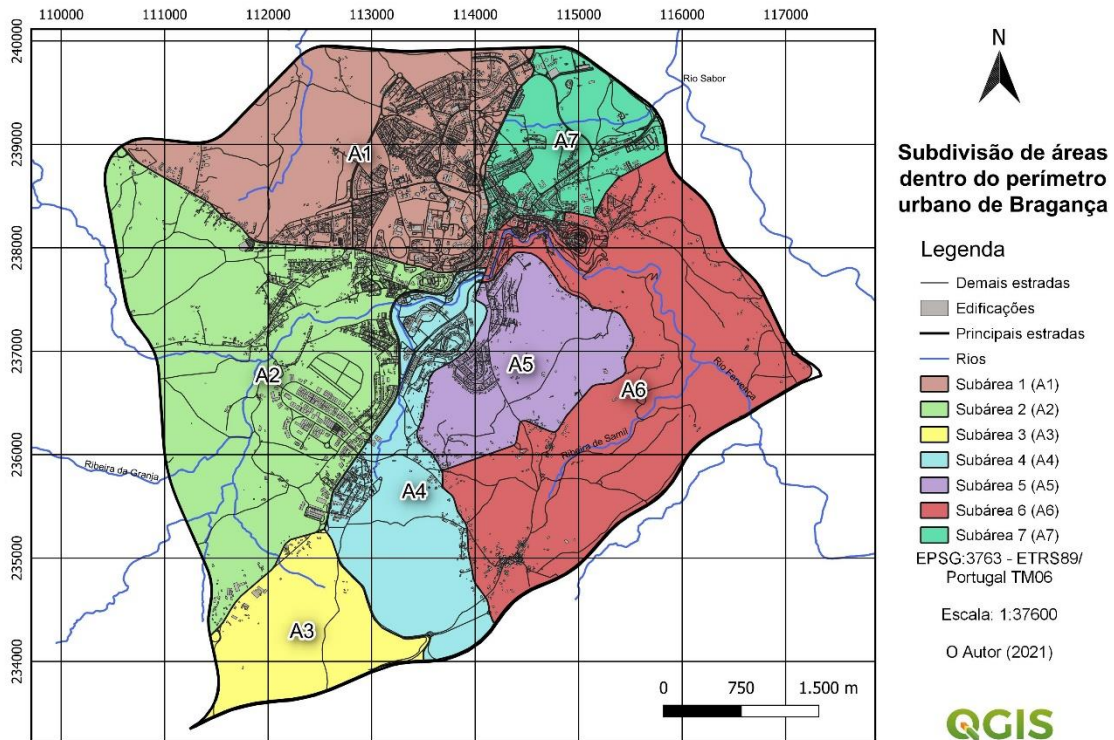 110000 111000 112000 113000 114000 115000 116000 117000
240000
239000
238000
237000
236000
235000
234000
Rio Sabor
A1
A7
A2
A5
A6
Rio Fervença
Ribeira de Samil
Ribeira da Granja
A4
A3
0 750 1.500 m
N
Subdivisão de áreas
dentro do perímetro
urbano de Bragança
Legenda
Demais estradas
Edificações
Principais estradas
Rios
Subárea 1 (A1)
Subárea 2 (A2)
Subárea 3 (A3)
Subárea 4 (A4)
Subárea 5 (A5)
Subárea 6 (A6)
Subárea 7 (A7)
EPSG:3763 - ETRS89/
Portugal TM06
Escala: 1:37600
O Autor (2021)
QGIS